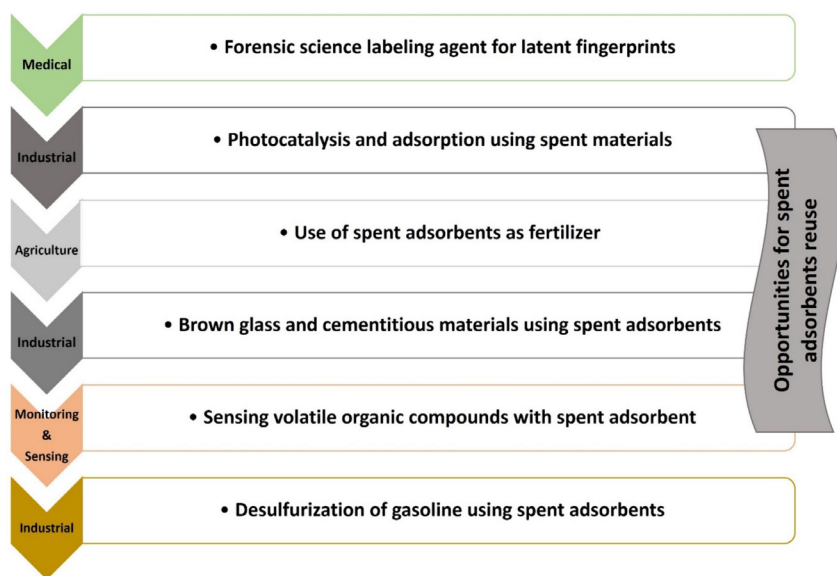 Medical
• Forensic science labeling agent for latent fingerprints
Industrial
• Photocatalysis and adsorption using spent materials
Agriculture
• Use of spent adsorbents as fertilizer
Industrial
• Brown glass and cementitious materials using spent adsorbents
Monitoring
&
Sensing
• Sensing volatile organic compounds with spent adsorbent
Industrial
• Desulfurization of gasoline using spent adsorbents
Opportunities for spent
adsorbents reuse